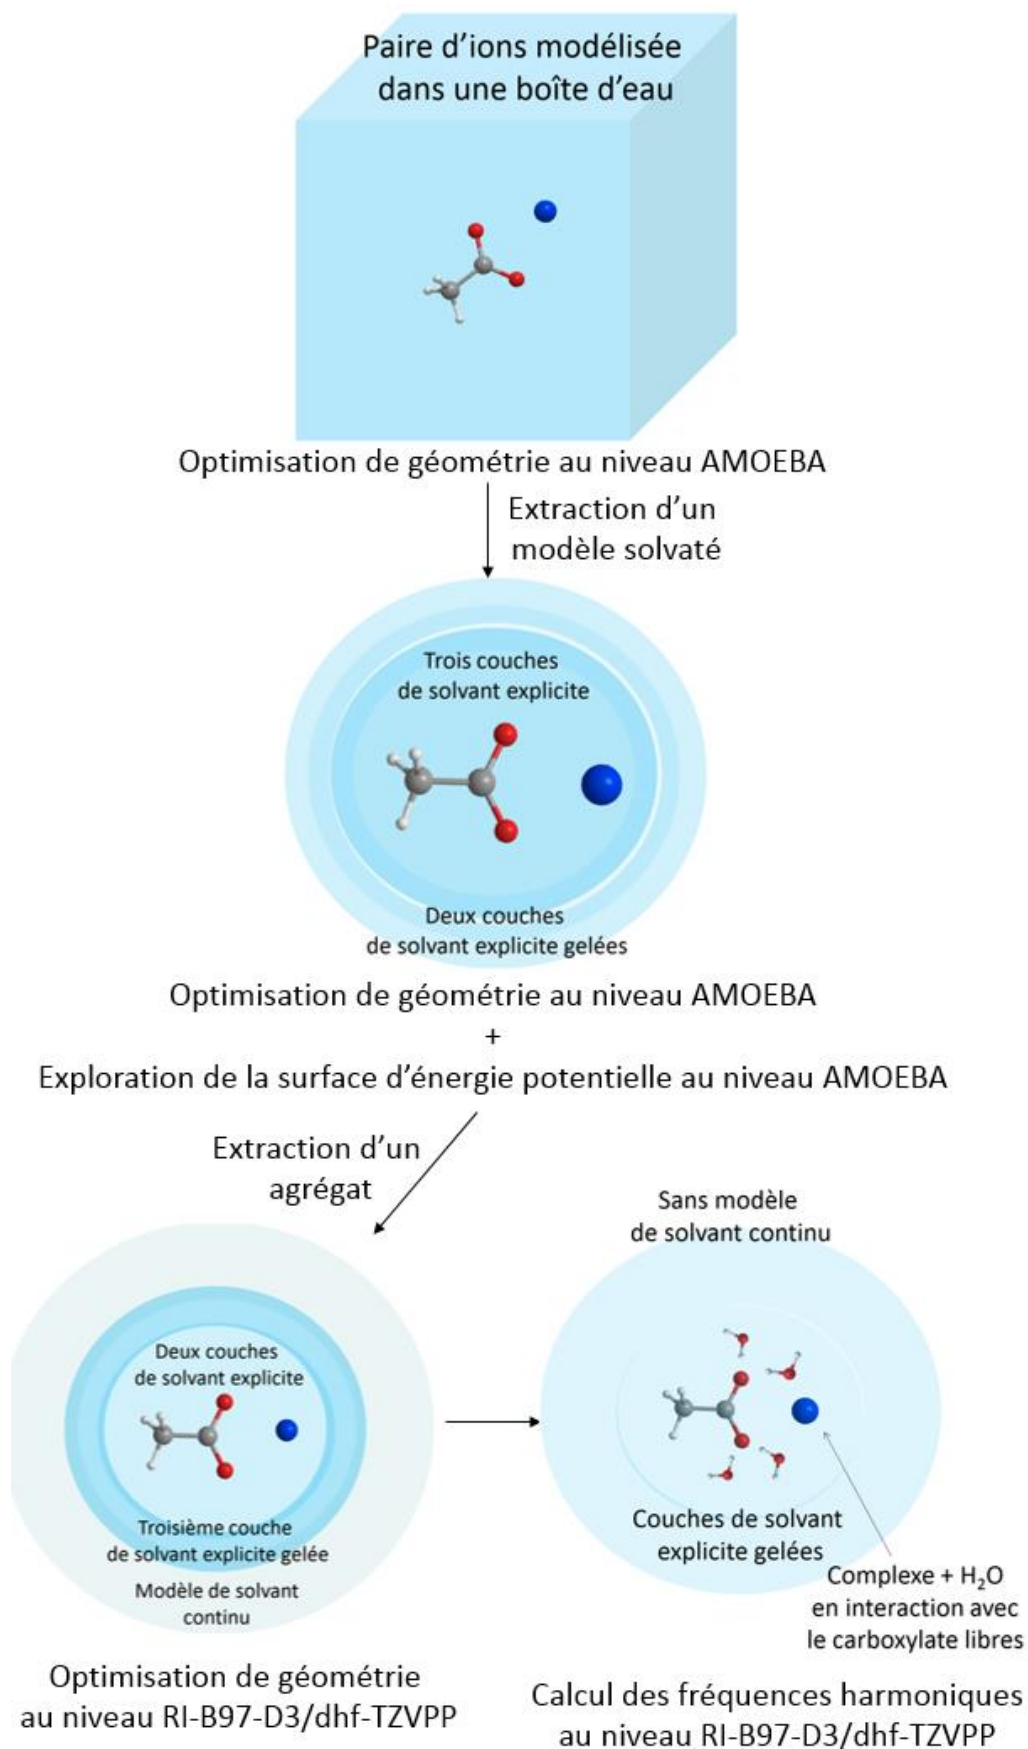 Paire d'ions modélisée
dans une boîte d'eau
Optimisation de géométrie au niveau AMOEBA
Extraction d'un
modèle solvaté
Trois couches
de solvant explicite
Deux couches
de solvant explicite gelées
Optimisation de géométrie au niveau AMOEBA
+
Exploration de la surface d'énergie potentielle au niveau AMOEBA
Extraction d'un
agrégat
Deux couches
de solvant explicite
Troisième couche
de solvant explicite gelée
Modèle de solvant
continu
Optimisation de géométrie
au niveau RI-B97-D3/dhf-TZVPP
Sans modèle
de solvant continu
Couches de solvant
explicite gelées
Complexe + H₂O
en interaction avec
le carboxylate libres
Calcul des fréquences harmoniques
au niveau RI-B97-D3/dhf-TZVPP